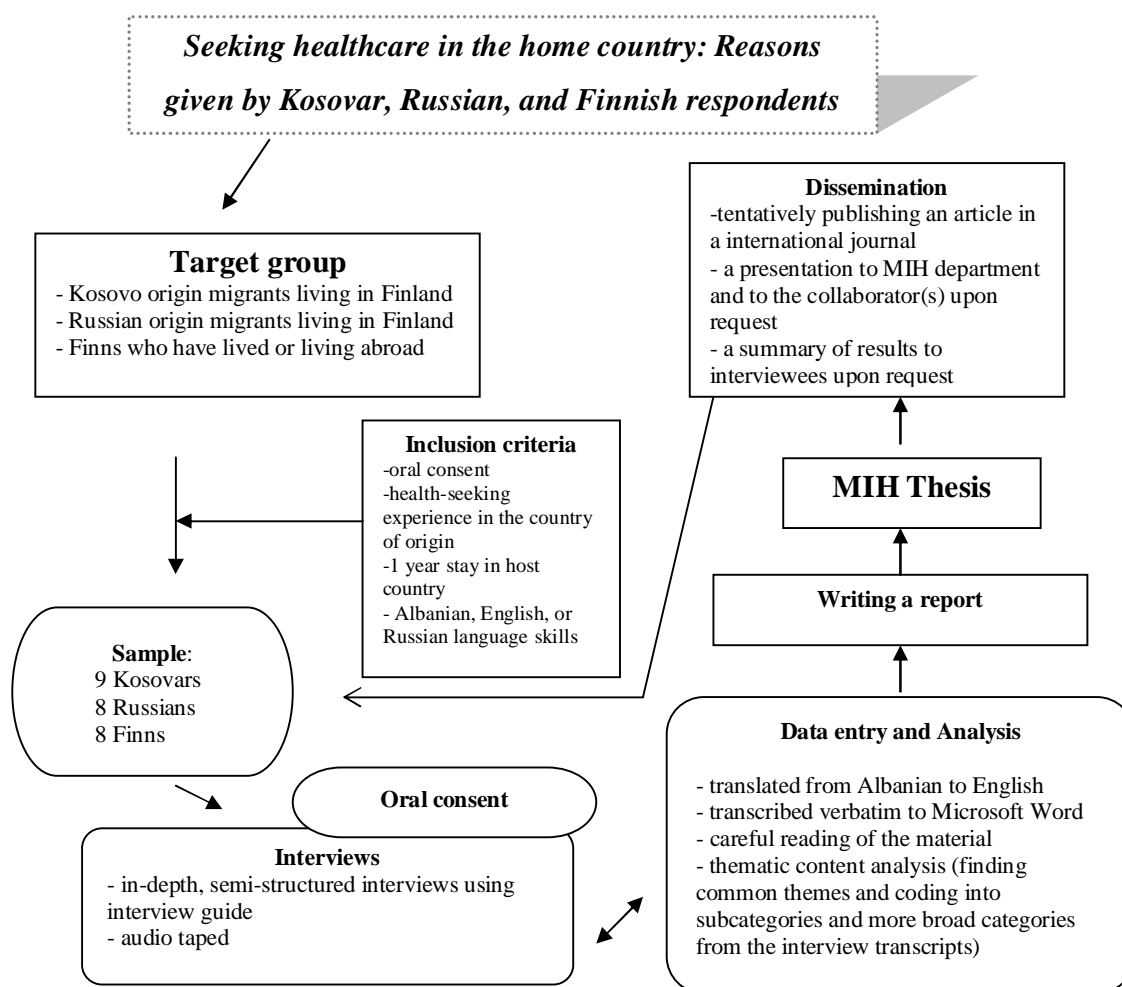 Seeking healthcare in the home country: Reasons
given by Kosovar, Russian, and Finnish respondents
Target group
- Kosovo origin migrants living in Finland
- Russian origin migrants living in Finland
- Finns who have lived or living abroad
Inclusion criteria
-oral consent
-health-seeking
experience in the country
of origin
-1 year stay in host
country
- Albanian, English, or
Russian language skills
Sample:
9 Kosovars
8 Russians
8 Finns
Oral consent
Interviews
- in-depth, semi-structured interviews using
interview guide
- audio taped
Data entry and Analysis
- translated from Albanian to English
- transcribed verbatim to Microsoft Word
- careful reading of the material
- thematic content analysis (finding
common themes and coding into
subcategories and more broad categories
from the interview transcripts)
Writing a report
MIH Thesis
Dissemination
-tentatively publishing an article in
a international journal
- a presentation to MIH department
and to the collaborator(s) upon
request
- a summary of results to
interviewees upon request